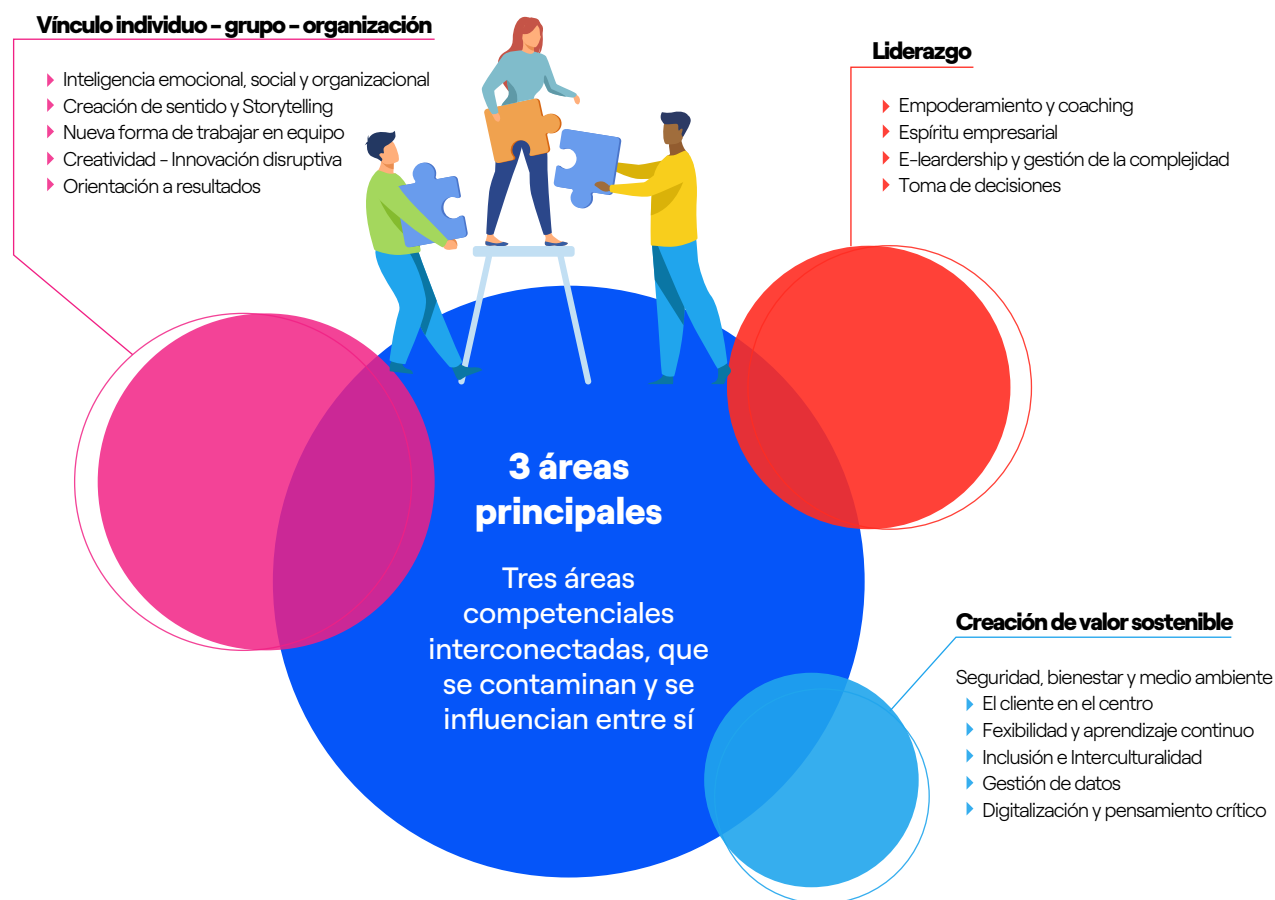 Vínculo individuo – grupo – organización
Inteligencia emocional, social y organizacional
Creación de sentido y Storytelling
Nueva forma de trabajar en equipo
Creatividad - Innovación disruptiva
Orientación a resultados
Liderazgo
Empoderamiento y coaching
Espíritu empresarial
E-leardership y gestión de la complejidad
Toma de decisiones
3 áreas
principales
Tres áreas
competenciales
interconectadas, que
se contaminan y se
influencian entre sí
Creación de valor sostenible
Seguridad, bienestar y medio ambiente
El cliente en el centro
Fexibilidad y aprendizaje continuo
Inclusión e Interculturalidad
Gestión de datos
Digitalización y pensamiento crítico